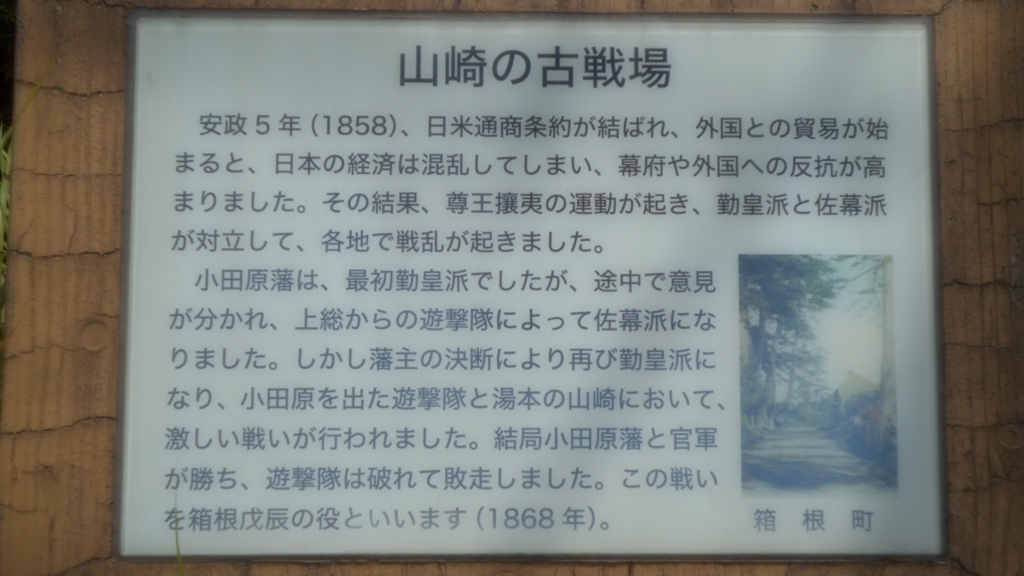 山崎の古戦場
安政5年(1858)、日米通商条約が結ばれ、外国との貿易が始
まると、日本の経済は混乱してしまい、幕府や外国への反抗が高
まりました。その結果、尊王攘夷の運動が起き、勤皇派と佐幕派
が対立して、各地で戦乱が起きました。
小田原藩は、最初勤皇派でしたが、途中で意見
が分かれ、上総からの遊撃隊によって佐幕派にな
りました。しかし藩主の決断により再び勤皇派に
なり、小田原を出た遊撃隊と湯本の山崎において、
激しい戦いが行われました。結局小田原藩と官軍
が勝ち、遊撃隊は破れて敗走しました。この戦い
を箱根戊辰の役といいます(1868年)。
箱根町